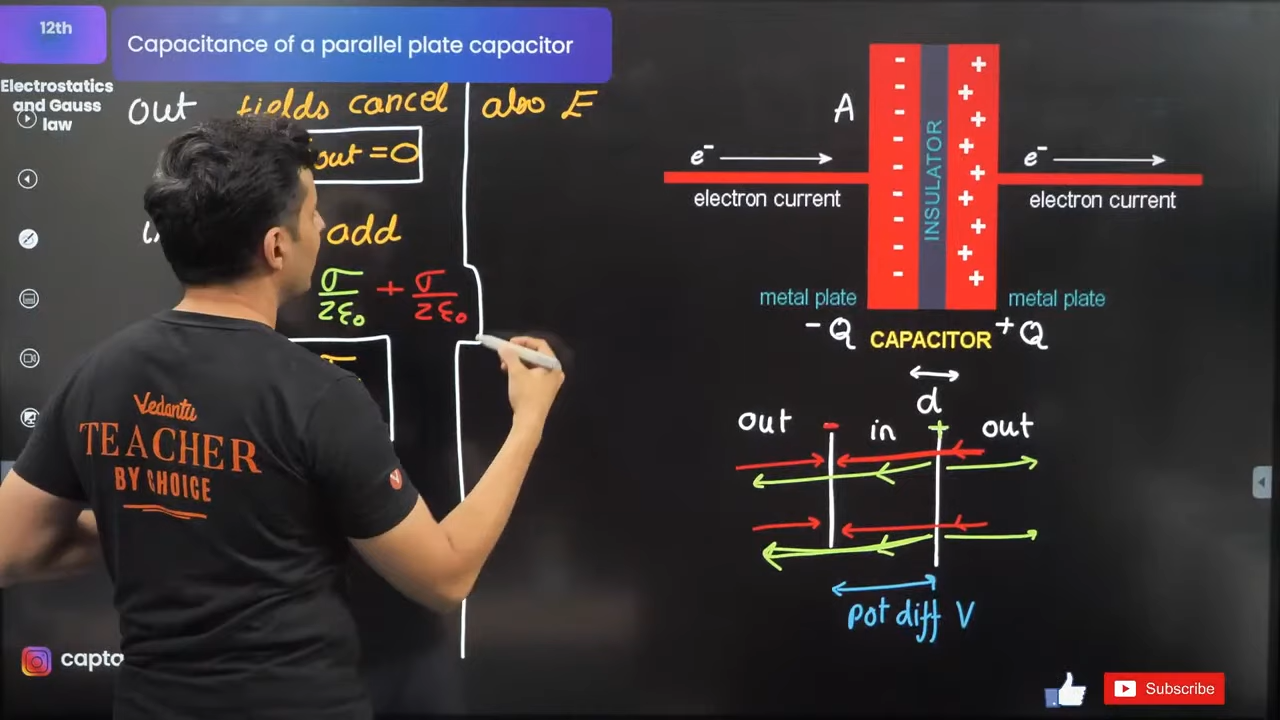 12th
Capacitance of a parallel plate capacitor
Electrostatics
and Gauss
law
out fields cancel
out = 0
add
σ/2ε₀ + σ/2ε₀
σ
also E
A
- + 
- +
- +
- +
- +
- +
- +
- +
- +
INSULATOR
e⁻ e⁻
electron current electron current
metal plate metal plate
-Q CAPACITOR +Q
d
out - in + out
pot diff V
Vedantu
TEACHER
BY CHOICE
V
capto
Subscribe